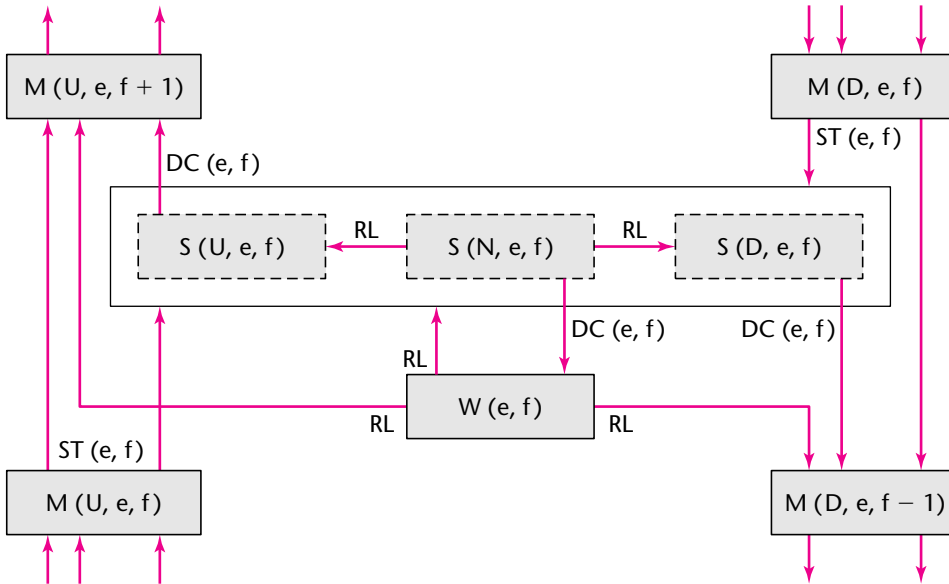 M (U, e, f + 1)
M (D, e, f)
ST (e, f)
DC (e, f)
S (U, e, f)
RL
S (N, e, f)
RL
S (D, e, f)
DC (e, f)
DC (e, f)
RL
W (e, f)
RL
RL
ST (e, f)
M (U, e, f)
M (D, e, f − 1)